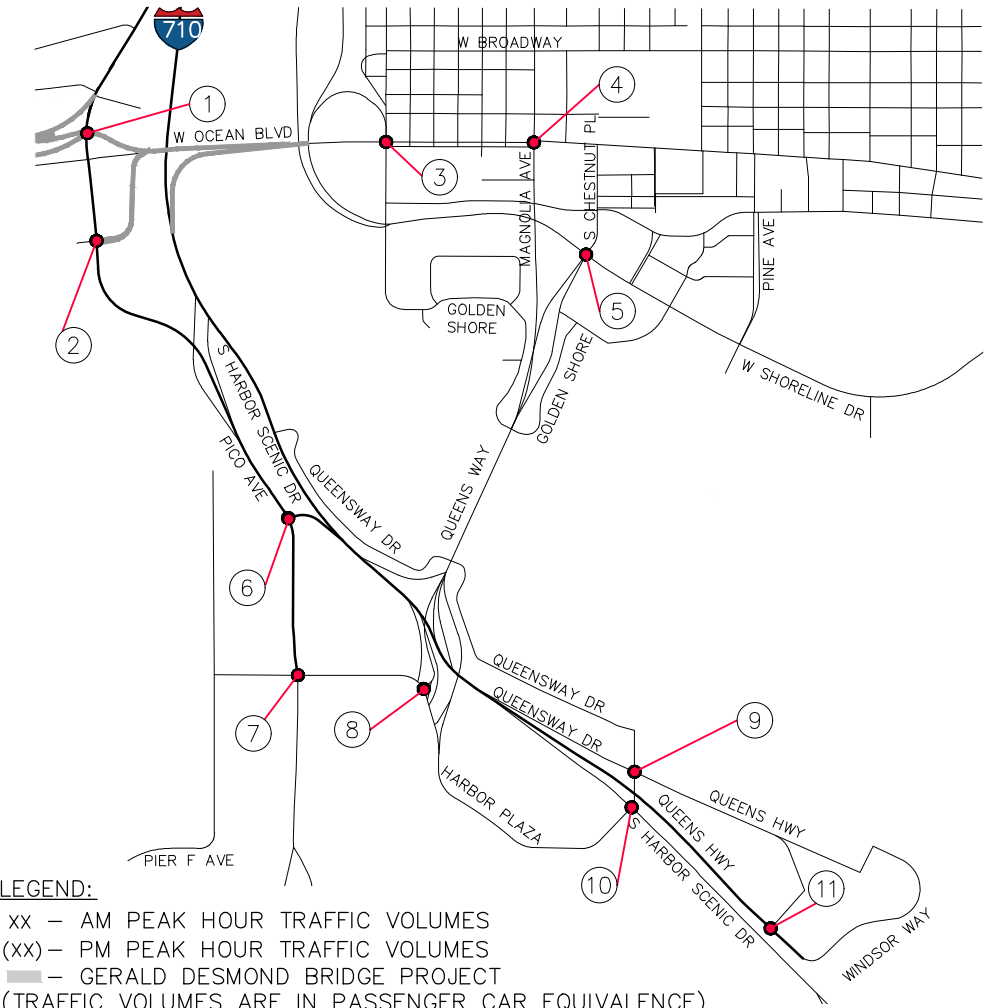 710
W BROADWAY
1
4
W OCEAN BLVD
3
MAGNOLIA AVE
S CHESTNUT PL
PINE AVE
2
5
GOLDEN
SHORE
GOLDEN SHORE
W SHORELINE DR
S HARBOR SCENIC DR
PICO AVE
QUEENSWAY DR
QUEENS WAY
6
QUEENSWAY DR
QUEENSWAY DR
7
8
9
HARBOR PLAZA
QUEENS HWY
QUEENS HWY
S HARBOR SCENIC DR
PIER F AVE
10
11
WINDSOR WAY
LEGEND:
xx – AM PEAK HOUR TRAFFIC VOLUMES
(xx) – PM PEAK HOUR TRAFFIC VOLUMES
– GERALD DESMOND BRIDGE PROJECT
(TRAFFIC VOLUMES ARE IN PASSENGER CAR EQUIVALENCE)